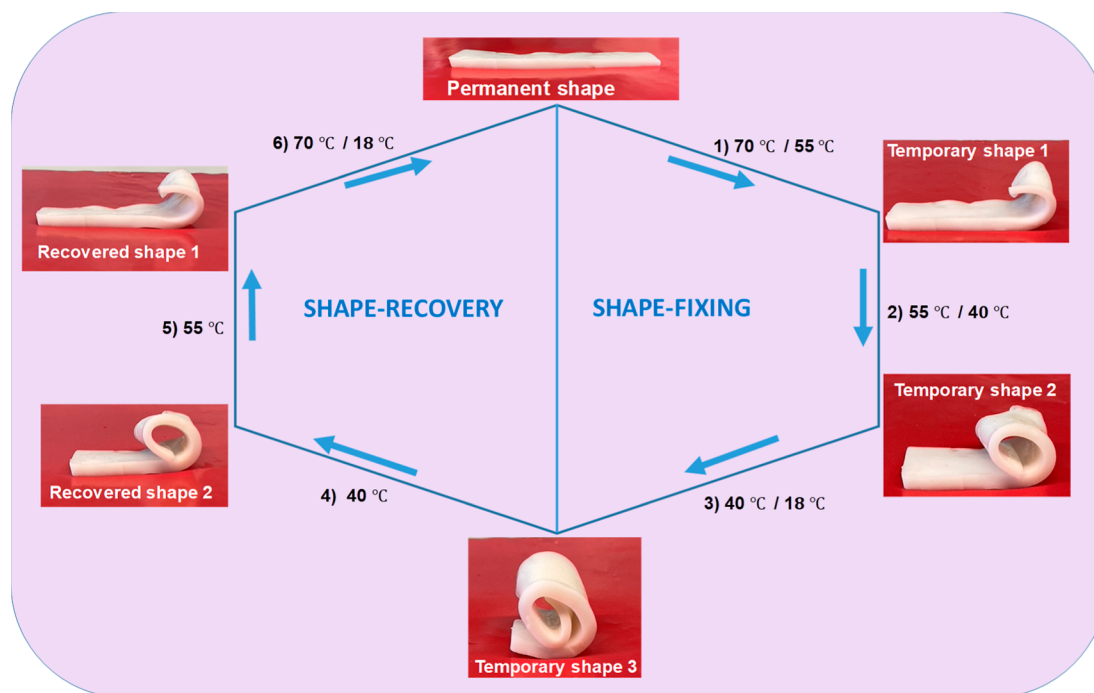 Permanent shape
6) 70 ℃ / 18 ℃
1) 70 ℃ / 55 ℃
Temporary shape 1
Recovered shape 1
SHAPE-RECOVERY
SHAPE-FIXING
2) 55 ℃ / 40 ℃
5) 55 ℃
Temporary shape 2
Recovered shape 2
4) 40 ℃
3) 40 ℃ / 18 ℃
Temporary shape 3